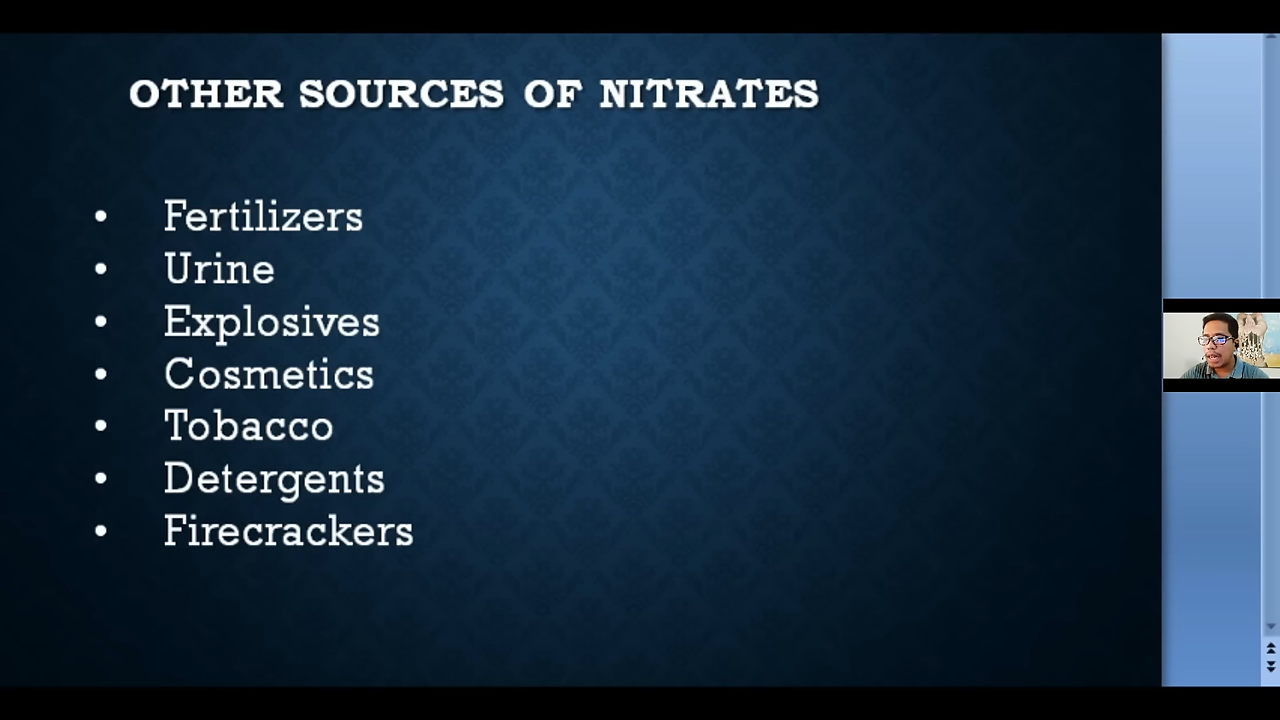 OTHER SOURCES OF NITRATES
• Fertilizers
• Urine
• Explosives
• Cosmetics
• Tobacco
• Detergents
• Firecrackers